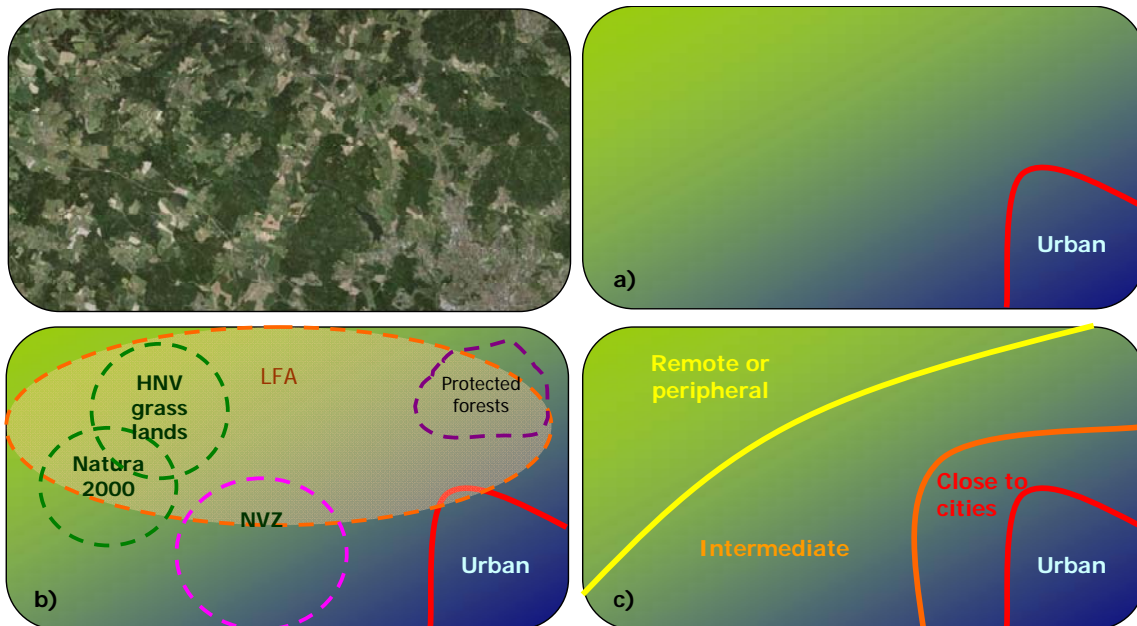 Urban
a)
HNV
grass
lands
LFA
Protected
forests
Natura
2000
NVZ
Urban
b)
Remote or
peripheral
Close to
cities
Intermediate
Urban
c)